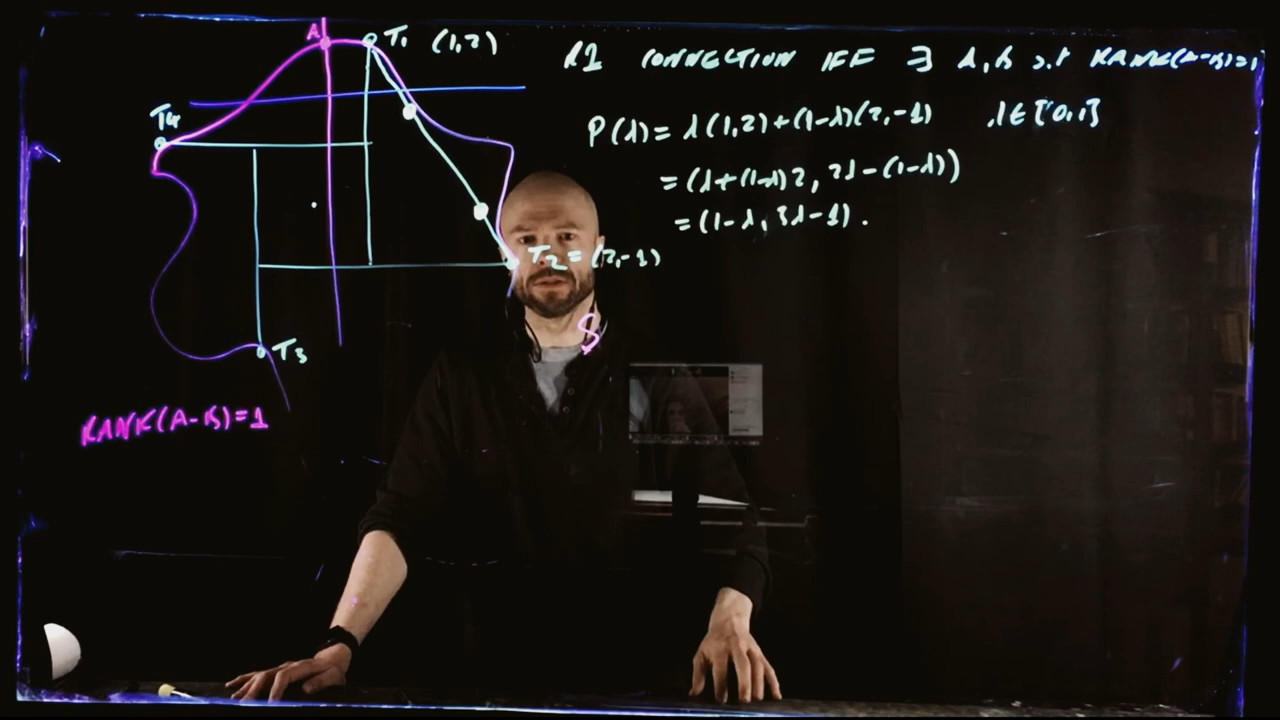 A
T1 (1,2)
R1 CONNECTION IFF ∃ A,B s.t RANK(A-B)=1
T4
P(λ) = λ(1,2)+(1-λ)(2,-1) λ∈[0,1]
= (λ+(1-λ)2, 2λ-(1-λ))
= (1-λ, 3λ-1).
T2 = (2,-1)
S
T3
RANK(A-B)=1